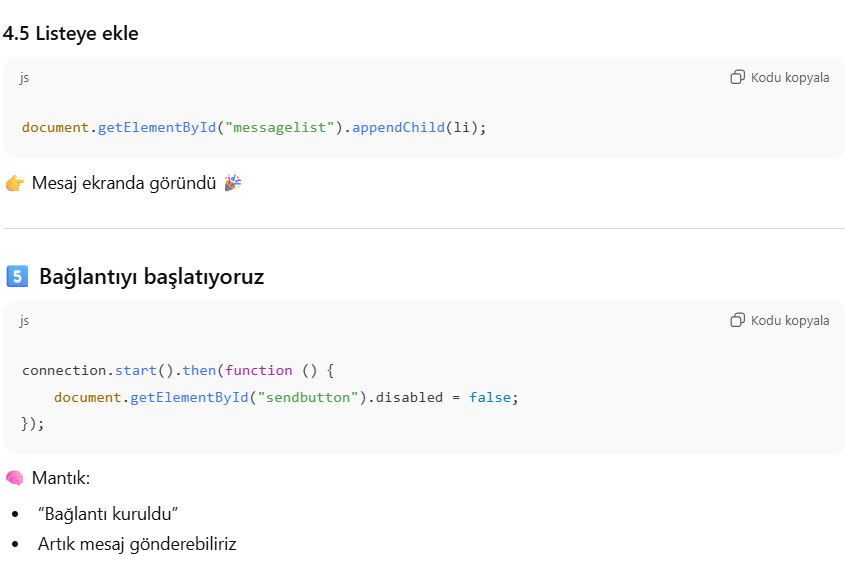 4.5 Listeye ekle
js
Kodu kopyala
document.getElementById("messagelist").appendChild(li);
👉 Mesaj ekranda göründü 🎉
5️⃣ Bağlantıyı başlatıyoruz
js
Kodu kopyala
connection.start().then(function () {
    document.getElementById("sendbutton").disabled = false;
});
🧠 Mantık:
• “Bağlantı kuruldu”
• Artık mesaj gönderebiliriz